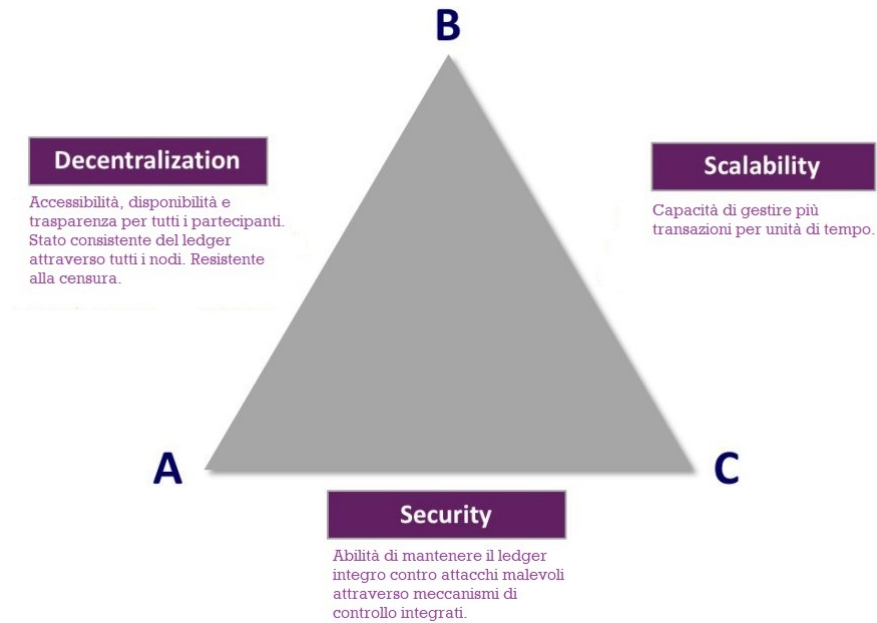 B
Decentralization
Accessibilità, disponibilità e
trasparenza per tutti i partecipanti.
Stato consistente del ledger
attraverso tutti i nodi. Resistente
alla censura.
Scalability
Capacità di gestire più
transazioni per unità di tempo.
A
C
Security
Abilità di mantenere il ledger
integro contro attacchi malevoli
attraverso meccanismi di
controllo integrati.